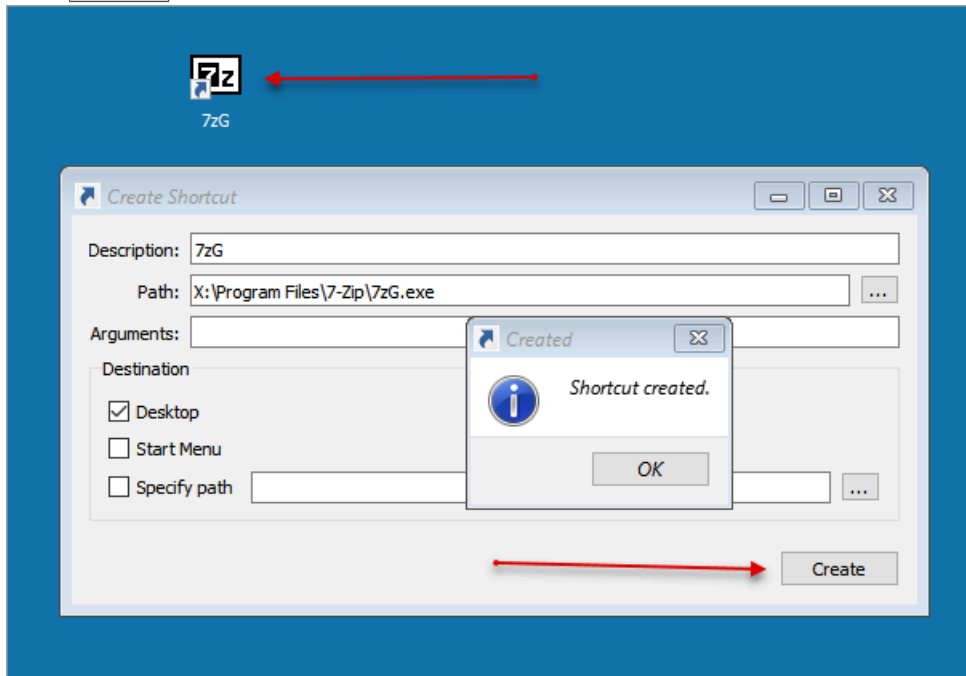 7z
7zG
Create Shortcut
Description: 7zG
Path: X:\Program Files\7-Zip\7zG.exe ...
Arguments:
Destination
Created
Shortcut created.
OK
Desktop
Start Menu
Specify path ...
Create